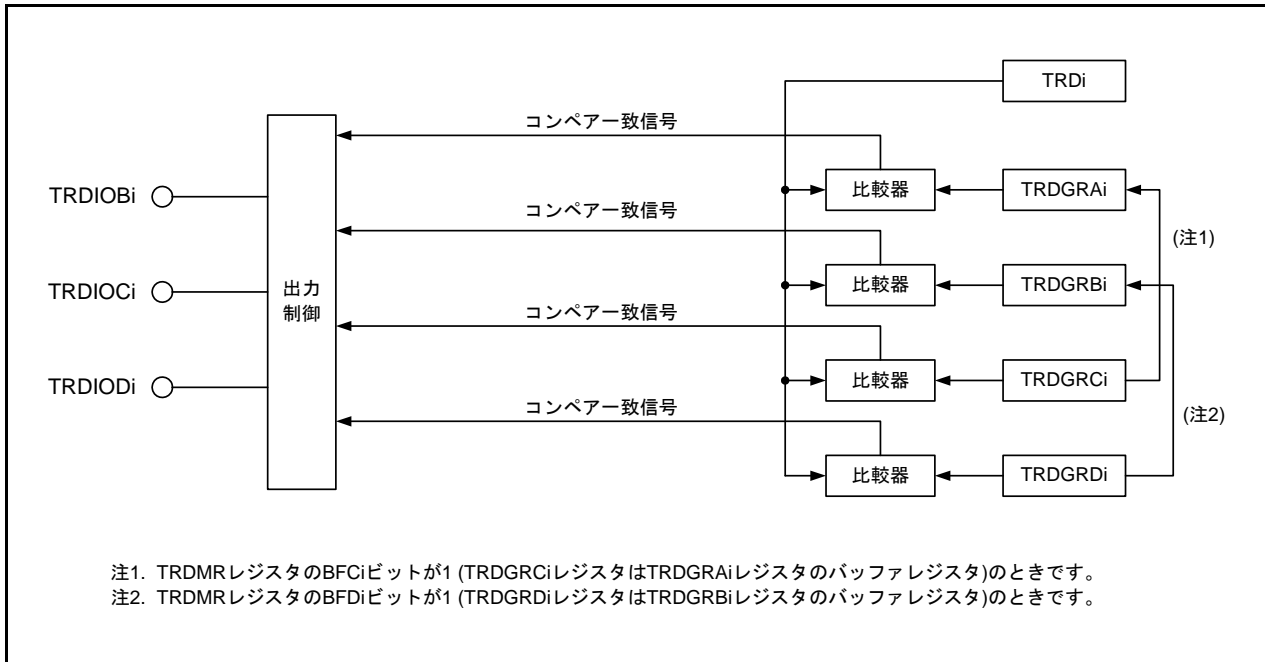 TRDi
コンペアー致信号
TRDIOBi
比較器
TRDGRAi
コンペアー致信号
(注1)
TRDIOCi
出力
制御
比較器
TRDGRBi
コンペアー致信号
TRDIODi
比較器
TRDGRCi
コンペアー致信号
(注2)
比較器
TRDGRDi
注1. TRDMRレジスタのBFCiビットが1 (TRDGRCiレジスタはTRDGRAiレジスタのバッファレジスタ)のときです。
注2. TRDMRレジスタのBFDiビットが1 (TRDGRDiレジスタはTRDGRBiレジスタのバッファレジスタ)のときです。